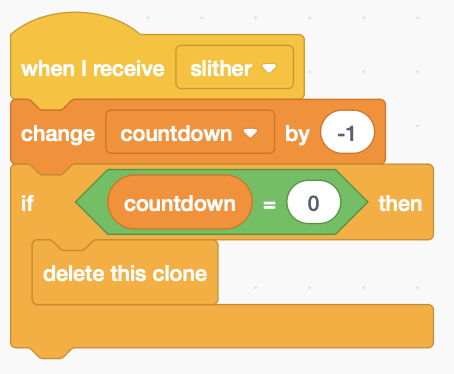 when I receive slither
change countdown by -1
if countdown = 0 then
delete this clone